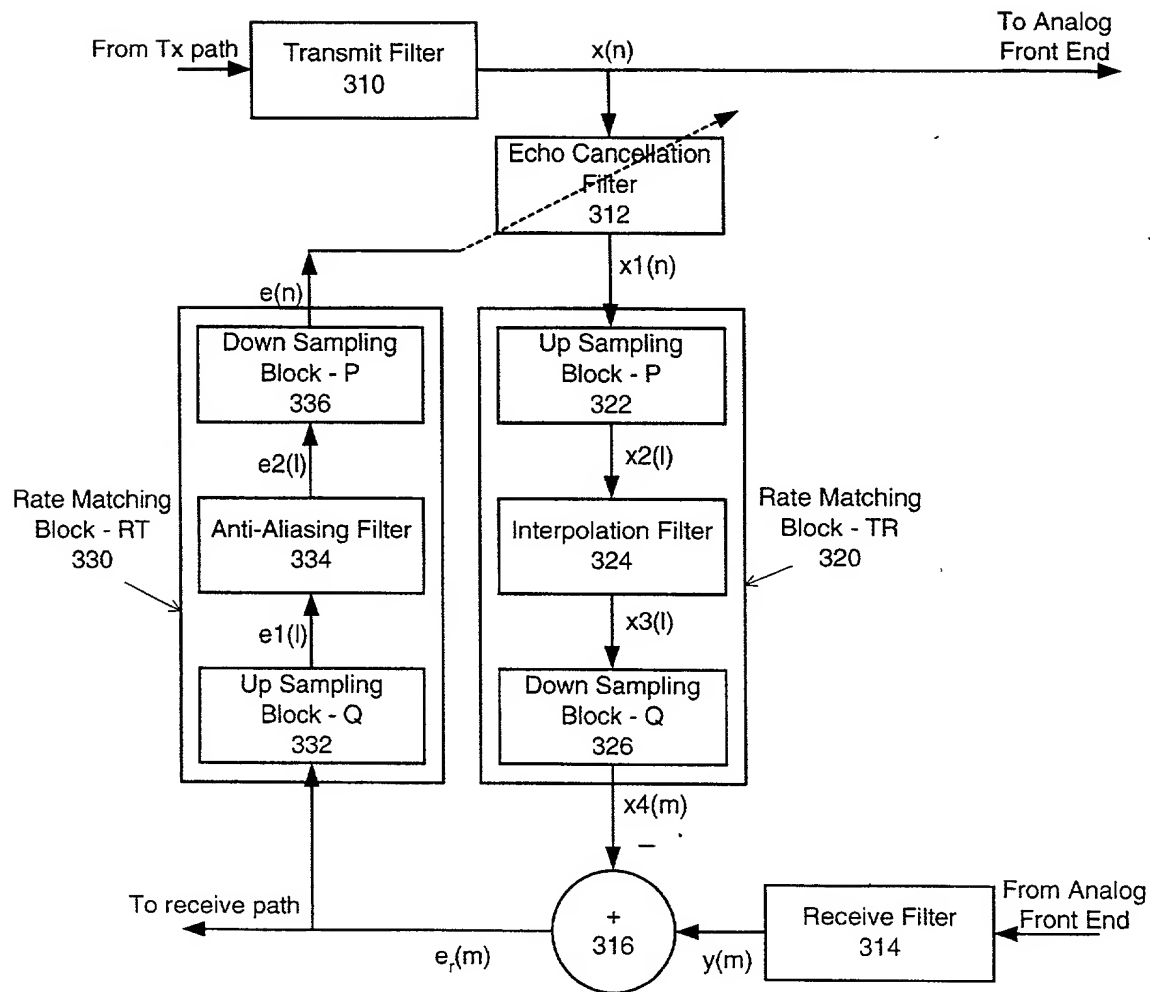 From Tx path
Transmit Filter
310
x(n)
To Analog
Front End
Echo Cancellation
Filter
312
x1(n)
e(n)
Down Sampling
Block - P
336
Up Sampling
Block - P
322
e2(l)
x2(l)
Rate Matching
Block - RT
330
Anti-Aliasing Filter
334
Interpolation Filter
324
Rate Matching
Block - TR
320
e1(l)
x3(l)
Up Sampling
Block - Q
332
Down Sampling
Block - Q
326
x4(m)
–
To receive path
e_r(m)
+
316
y(m)
Receive Filter
314
From Analog
Front End